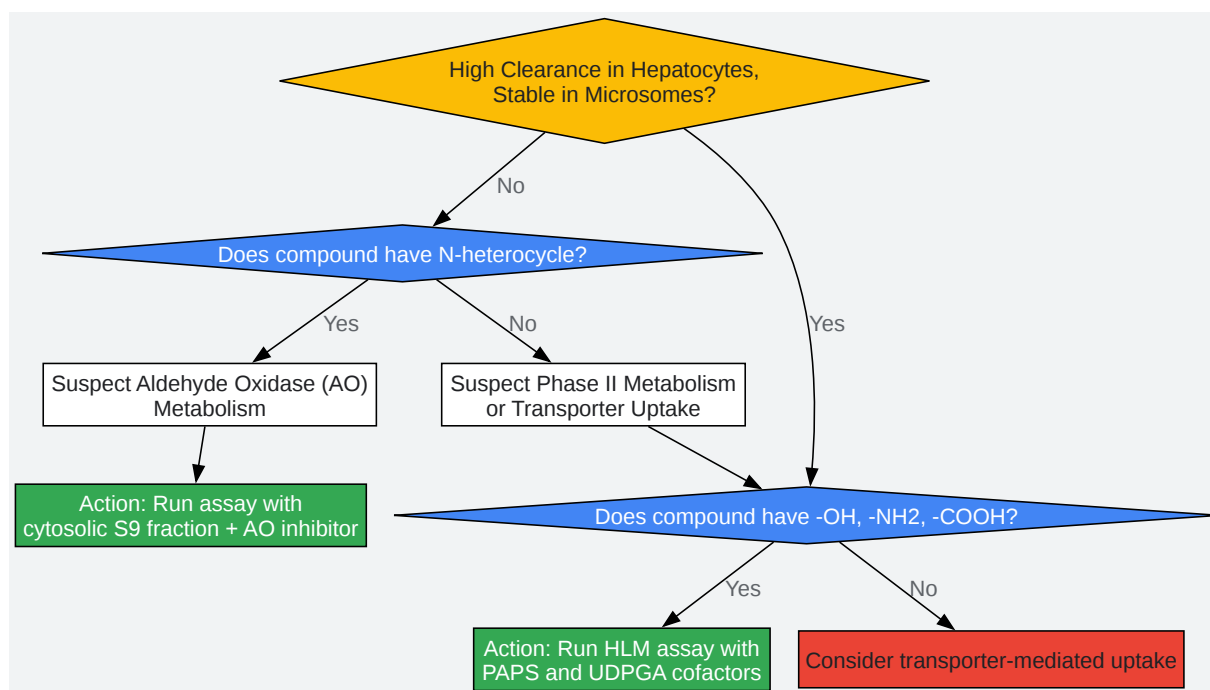 High Clearance in Hepatocytes,
Stable in Microsomes?
No
Does compound have N-heterocycle?
Yes
No
Yes
Suspect Aldehyde Oxidase (AO)
Metabolism
Suspect Phase II Metabolism
or Transporter Uptake
Action: Run assay with
cytosolic S9 fraction + AO inhibitor
Does compound have -OH, -NH2, -COOH?
Yes
No
Action: Run HLM assay with
PAPS and UDPGA cofactors
Consider transporter-mediated uptake